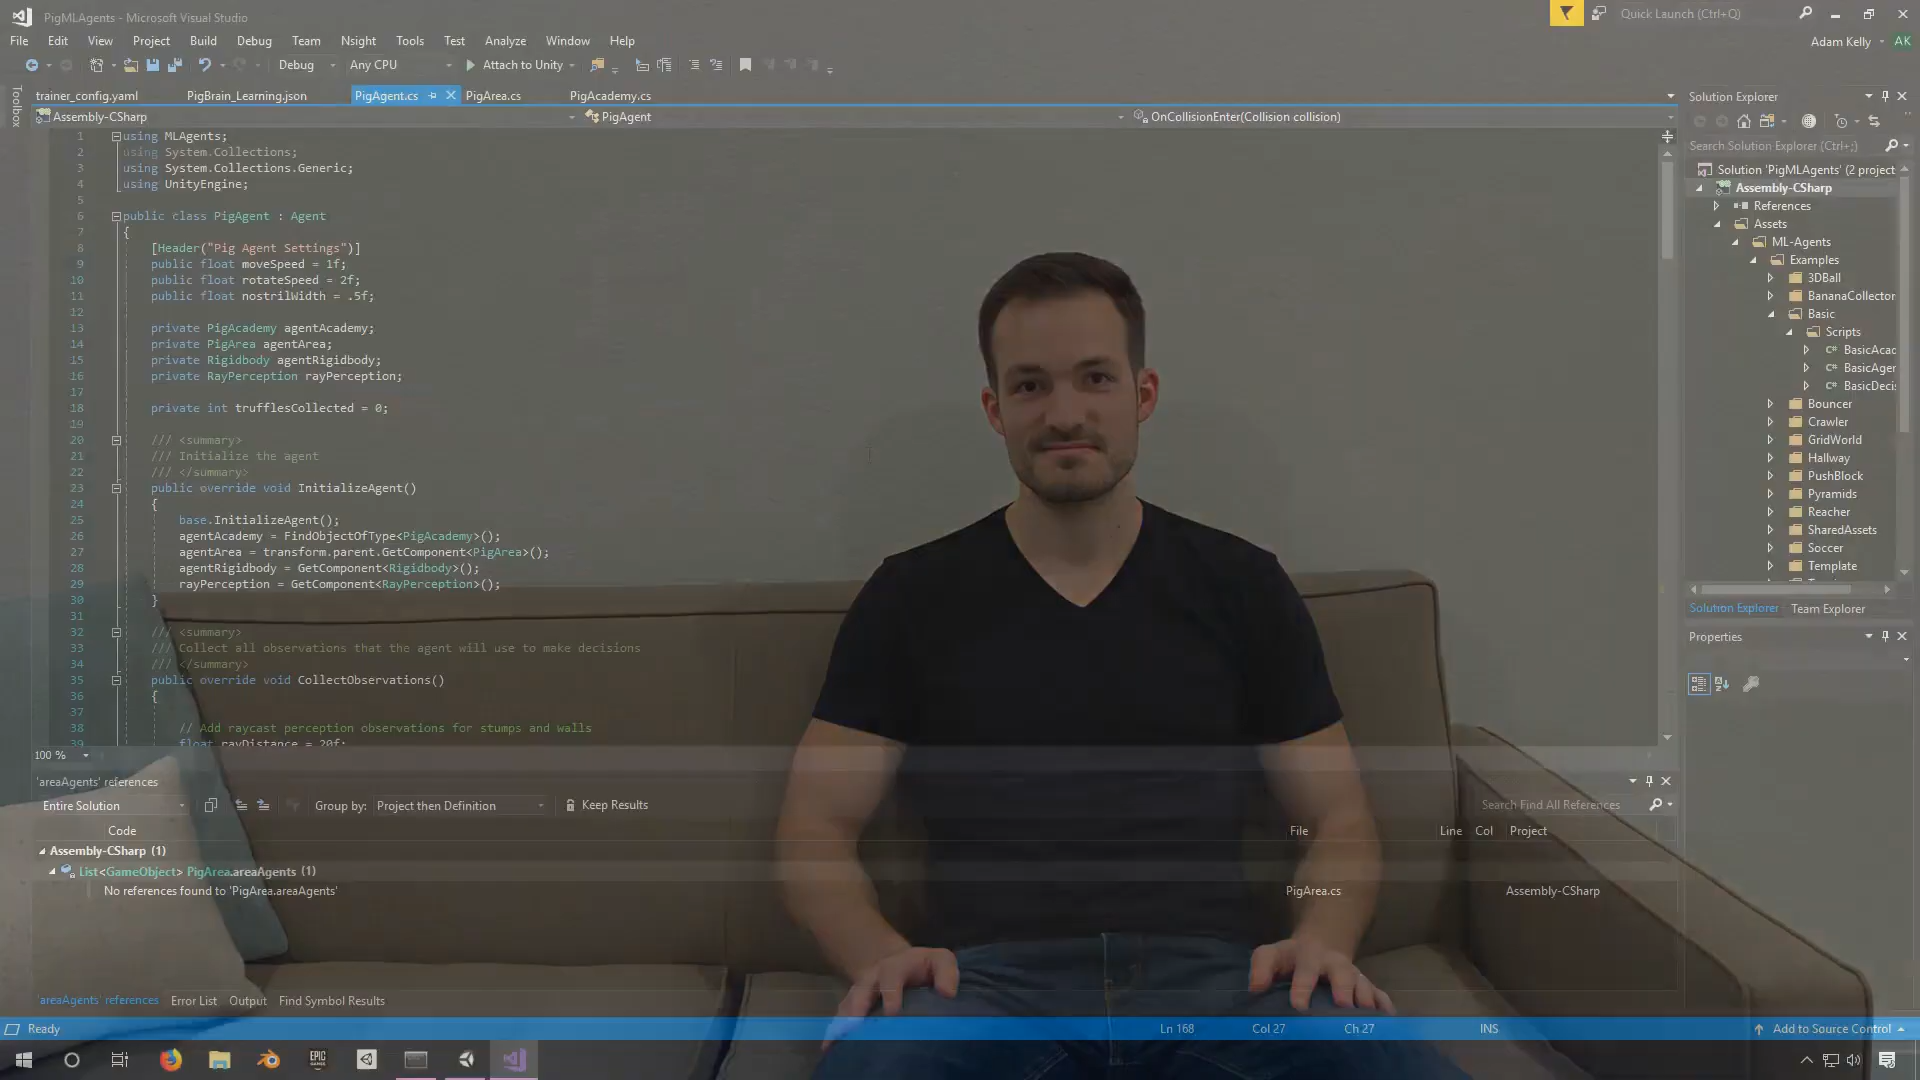 PigMLAgents - Microsoft Visual Studio
Quick Launch (Ctrl+Q)
File Edit View Project Build Debug Team Nsight Tools Test Analyze Window Help
Adam Kelly AK
Debug Any CPU Attach to Unity
Toolbox
trainer_config.yaml PigBrain_Learning.json PigAgent.cs PigArea.cs PigAcademy.cs
Assembly-CSharp PigAgent OnCollisionEnter(Collision collision)
1 using MLAgents;
2 using System.Collections;
3 using System.Collections.Generic;
4 using UnityEngine;
5
6 public class PigAgent : Agent
7 {
8 [Header("Pig Agent Settings")]
9 public float moveSpeed = 1f;
10 public float rotateSpeed = 2f;
11 public float nostrilWidth = .5f;
12
13 private PigAcademy agentAcademy;
14 private PigArea agentArea;
15 private Rigidbody agentRigidbody;
16 private RayPerception rayPerception;
17
18 private int trufflesCollected = 0;
19
20 /// <summary>
21 /// Initialize the agent
22 /// </summary>
23 public override void InitializeAgent()
24 {
25 base.InitializeAgent();
26 agentAcademy = FindObjectOfType<PigAcademy>();
27 agentArea = transform.parent.GetComponent<PigArea>();
28 agentRigidbody = GetComponent<Rigidbody>();
29 rayPerception = GetComponent<RayPerception>();
30 }
31
32 /// <summary>
33 /// Collect all observations that the agent will use to make decisions
34 /// </summary>
35 public override void CollectObservations()
36 {
37
38 // Add raycast perception observations for stumps and walls
39 float rayDistance = 20f;
100 %
Solution Explorer
Search Solution Explorer (Ctrl+;)
Solution 'PigMLAgents' (2 project
Assembly-CSharp
References
Assets
ML-Agents
Examples
3DBall
BananaCollector
Basic
Scripts
BasicAcad
BasicAgen
BasicDecis
Bouncer
Crawler
GridWorld
Hallway
PushBlock
Pyramids
Reacher
SharedAssets
Soccer
Template
Solution Explorer Team Explorer
Properties
'areaAgents' references
Entire Solution Group by: Project then Definition Keep Results Search Find All References
Code File Line Col Project
Assembly-CSharp (1)
List<GameObject> PigArea.areaAgents (1)
No references found to 'PigArea.areaAgents' PigArea.cs Assembly-CSharp
'areaAgents' references Error List Output Find Symbol Results
Ready Ln 168 Col 27 Ch 27 INS Add to Source Control
EPIC GAMES